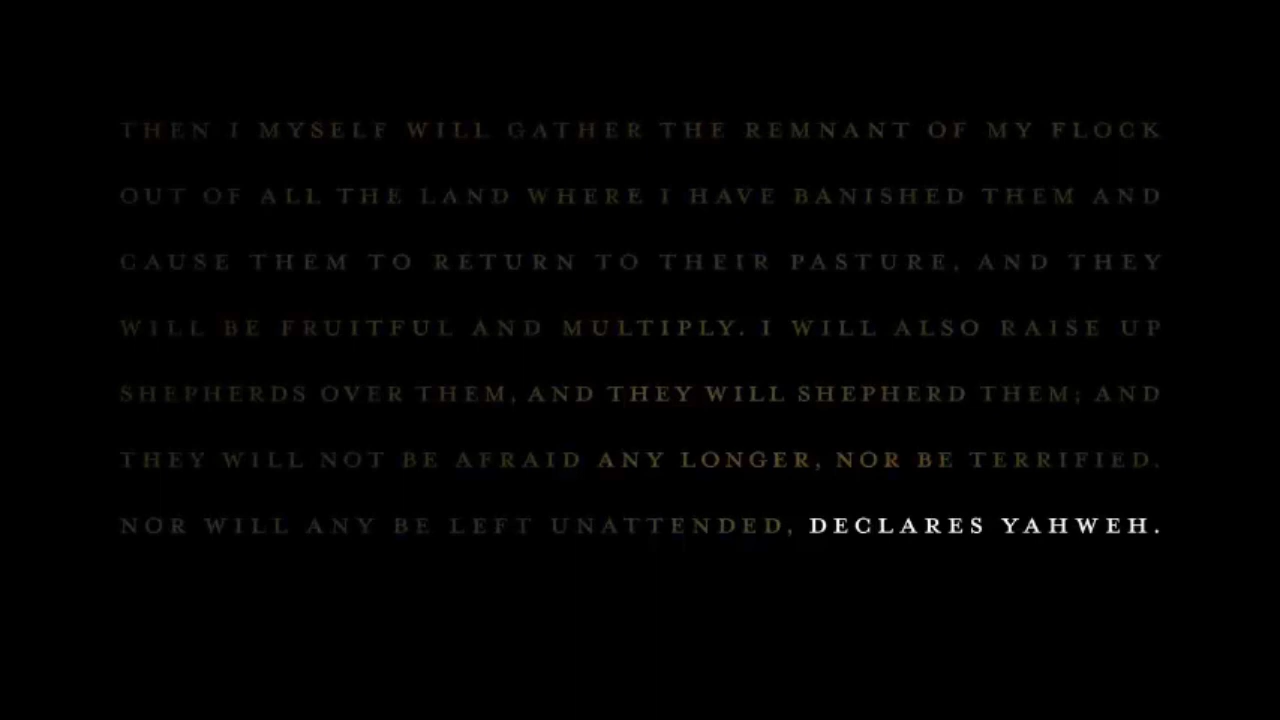 THEN I MYSELF WILL GATHER THE REMNANT OF MY FLOCK
OUT OF ALL THE LAND WHERE I HAVE BANISHED THEM AND
CAUSE THEM TO RETURN TO THEIR PASTURE, AND THEY
WILL BE FRUITFUL AND MULTIPLY. I WILL ALSO RAISE UP
SHEPHERDS OVER THEM, AND THEY WILL SHEPHERD THEM; AND
THEY WILL NOT BE AFRAID ANY LONGER, NOR BE TERRIFIED.
NOR WILL ANY BE LEFT UNATTENDED, DECLARES YAHWEH.